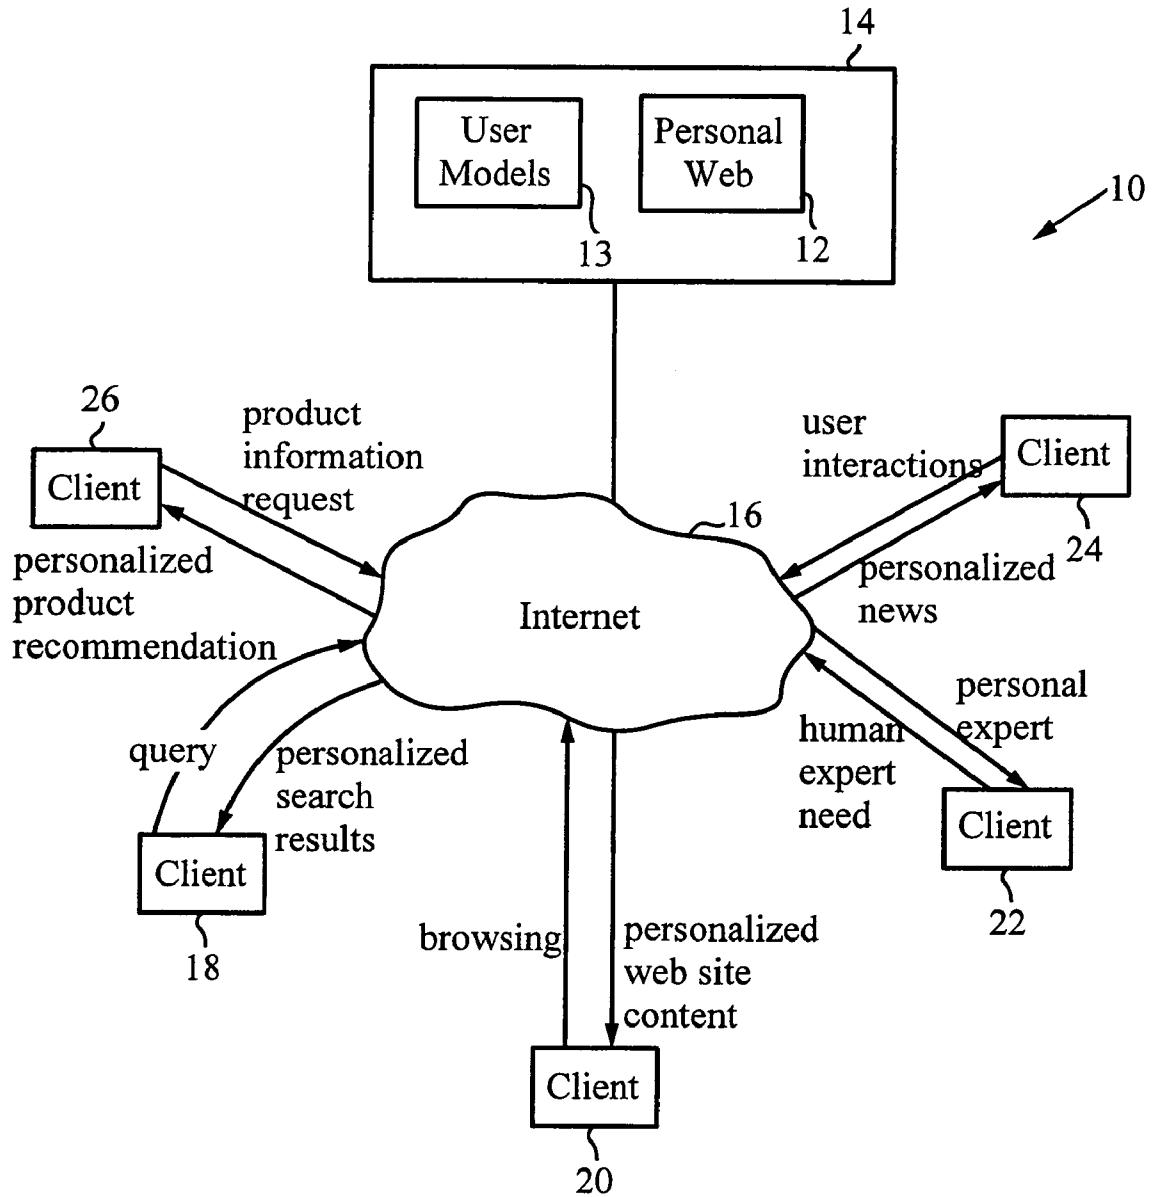 14
User
Models
Personal
Web
13
12
10
26
product
information
request
Client
personalized
product
recommendation
user
interactions
Client
24
personalized
news
16
Internet
query
personalized
search
results
Client
18
personal
expert
human
expert
need
Client
22
browsing
personalized
web site
content
Client
20